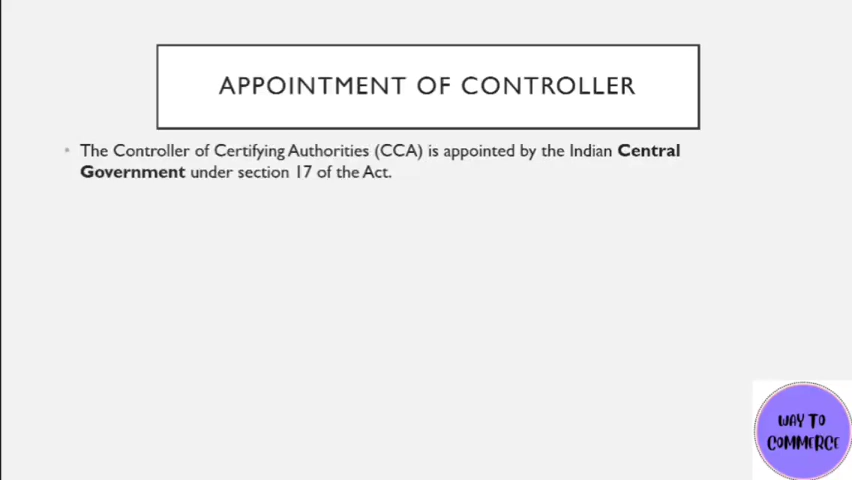 APPOINTMENT OF CONTROLLER
The Controller of Certifying Authorities (CCA) is appointed by the Indian Central
Government under section 17 of the Act.
WAY TO
COMMERCE